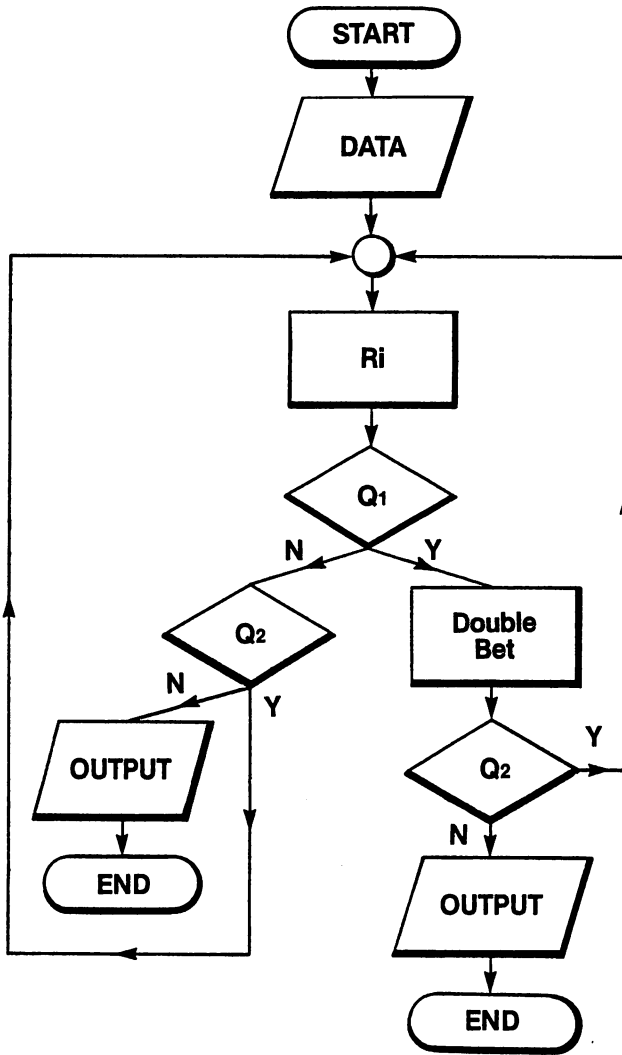 START
DATA
Ri
Q1
N
Y
Q2
Double
Bet
N
Y
OUTPUT
Q2
Y
END
N
OUTPUT
END